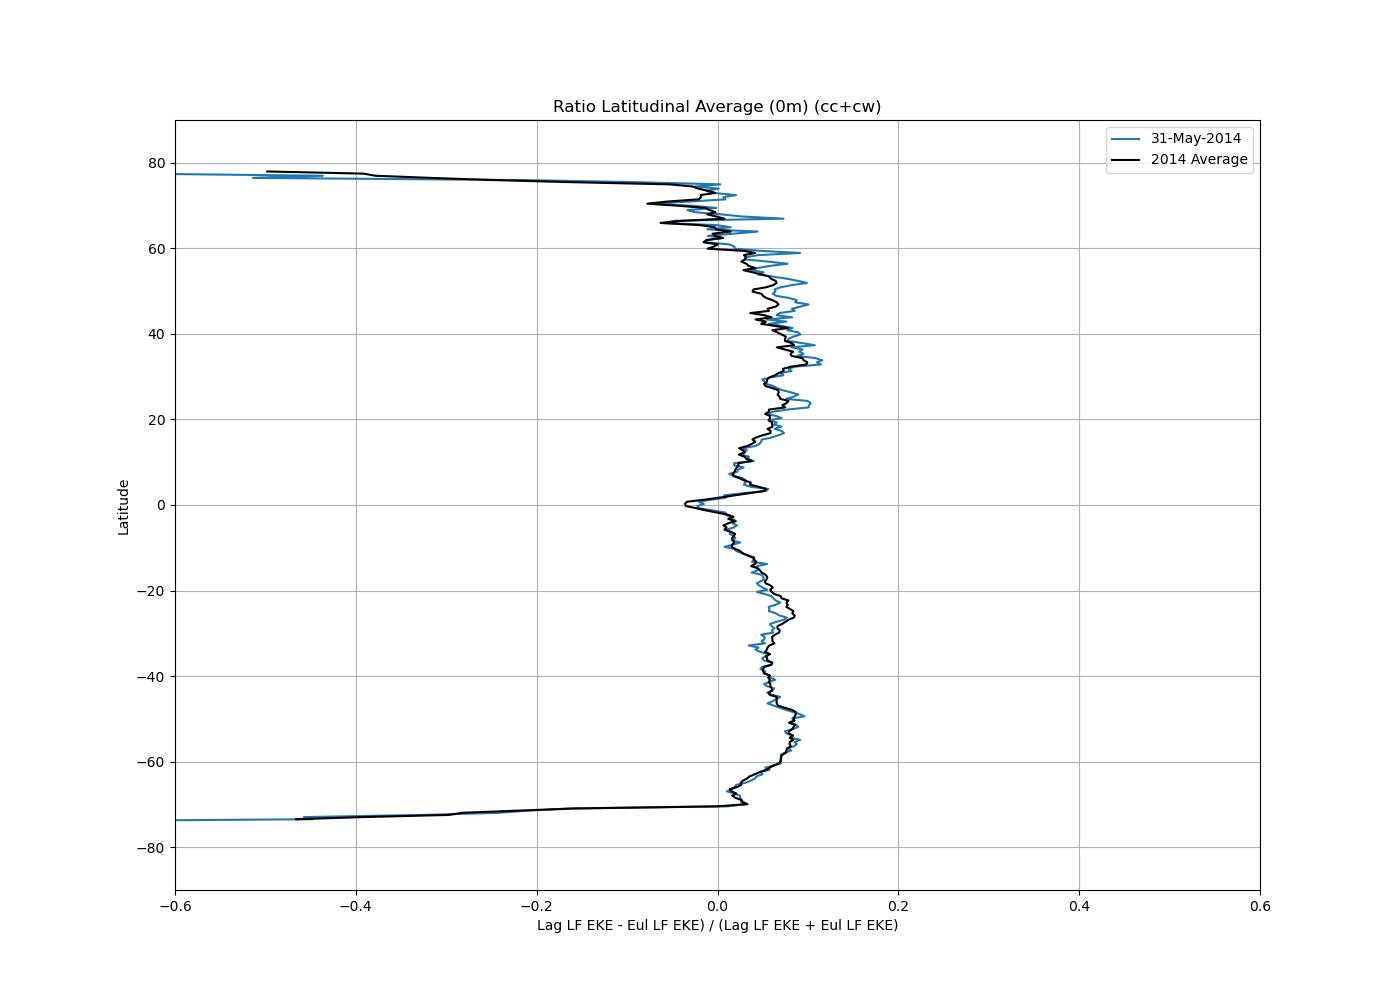 Ratio Latitudinal Average (0m) (cc+cw)
31-May-2014
2014 Average
80
60
40
20
0
−20
−40
−60
−80
Latitude
−0.6 −0.4 −0.2 0.0 0.2 0.4 0.6
Lag LF EKE - Eul LF EKE) / (Lag LF EKE + Eul LF EKE)